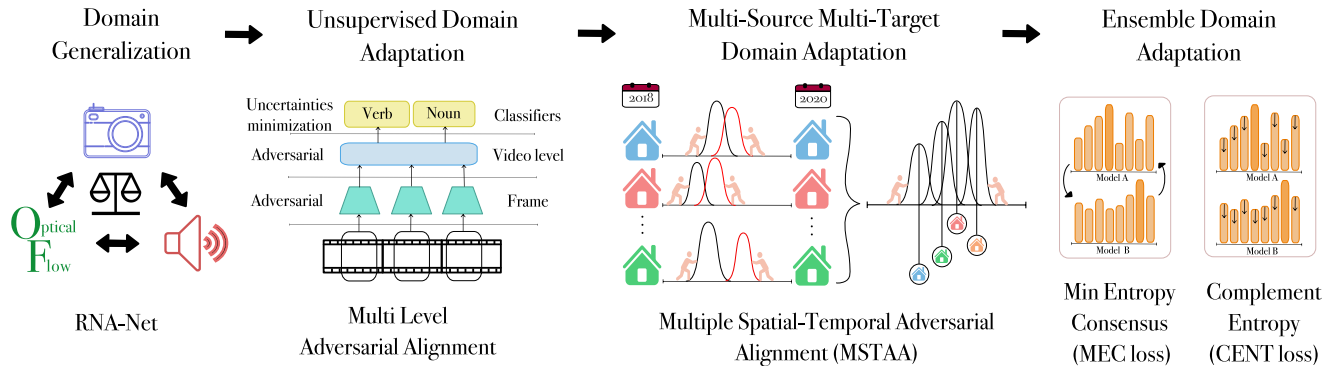 Domain
Generalization
Optical
Flow
RNA-Net
Unsupervised Domain
Adaptation
Uncertainties
minimization
Verb
Noun
Classifiers
Adversarial
Video level
Adversarial
Frame
Multi Level
Adversarial Alignment
Multi-Source Multi-Target
Domain Adaptation
2018
2020
Multiple Spatial-Temporal Adversarial
Alignment (MSTAA)
Ensemble Domain
Adaptation
Model A
Model B
Min Entropy
Consensus
(MEC loss)
Model A
Model B
Complement
Entropy
(CENT loss)